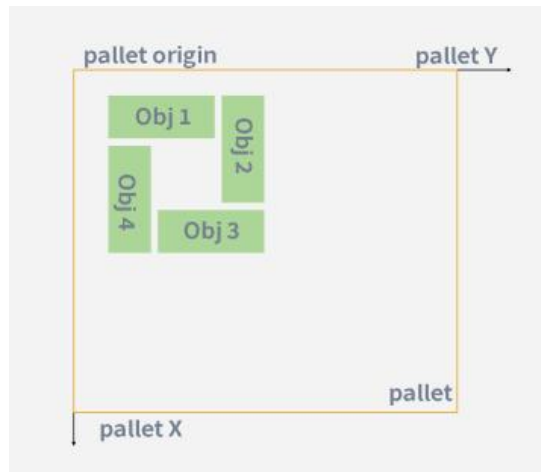 pallet origin
pallet Y
Obj 1
Obj 2
Obj 4
Obj 3
pallet
pallet X